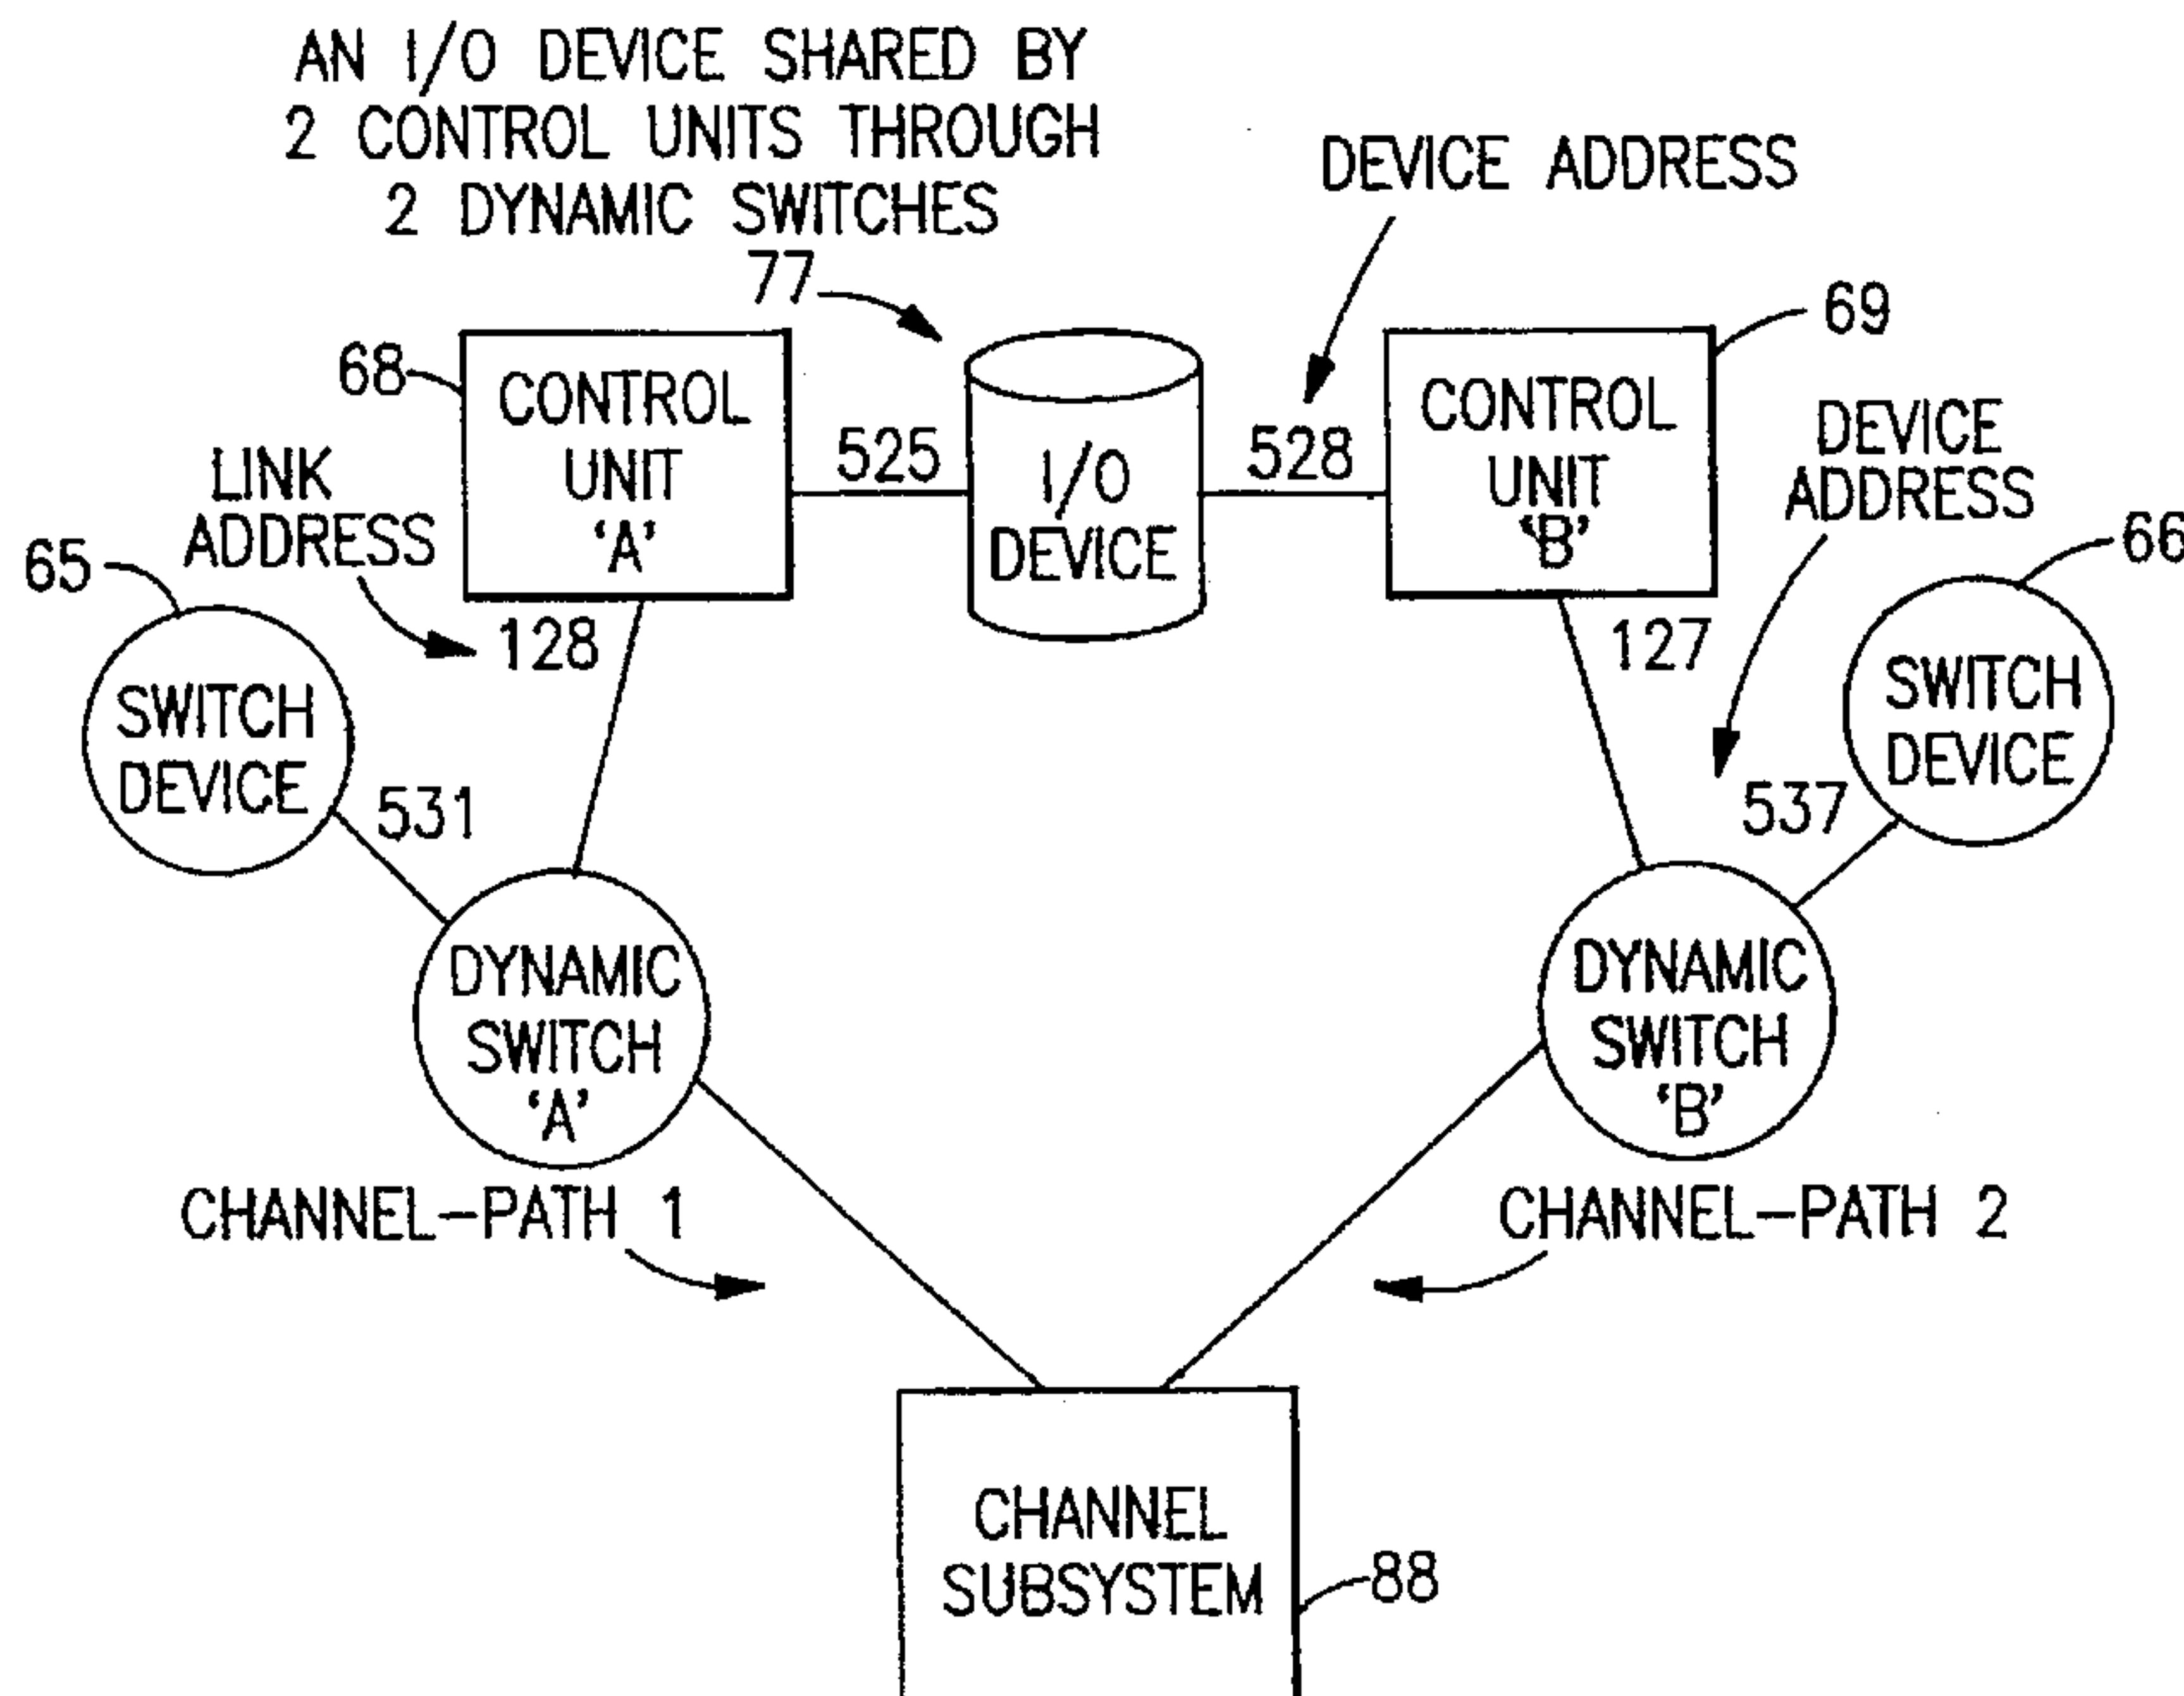 AN I/O DEVICE SHARED BY
2 CONTROL UNITS THROUGH
2 DYNAMIC SWITCHES
77
DEVICE ADDRESS
68
CONTROL
UNIT
‘A’
525
I/O
DEVICE
528
CONTROL
UNIT
‘B’
69
LINK
ADDRESS
128
DEVICE
ADDRESS
127
65
SWITCH
DEVICE
531
66
SWITCH
DEVICE
537
DYNAMIC
SWITCH
‘A’
DYNAMIC
SWITCH
‘B’
CHANNEL–PATH 1
CHANNEL–PATH 2
CHANNEL
SUBSYSTEM
88